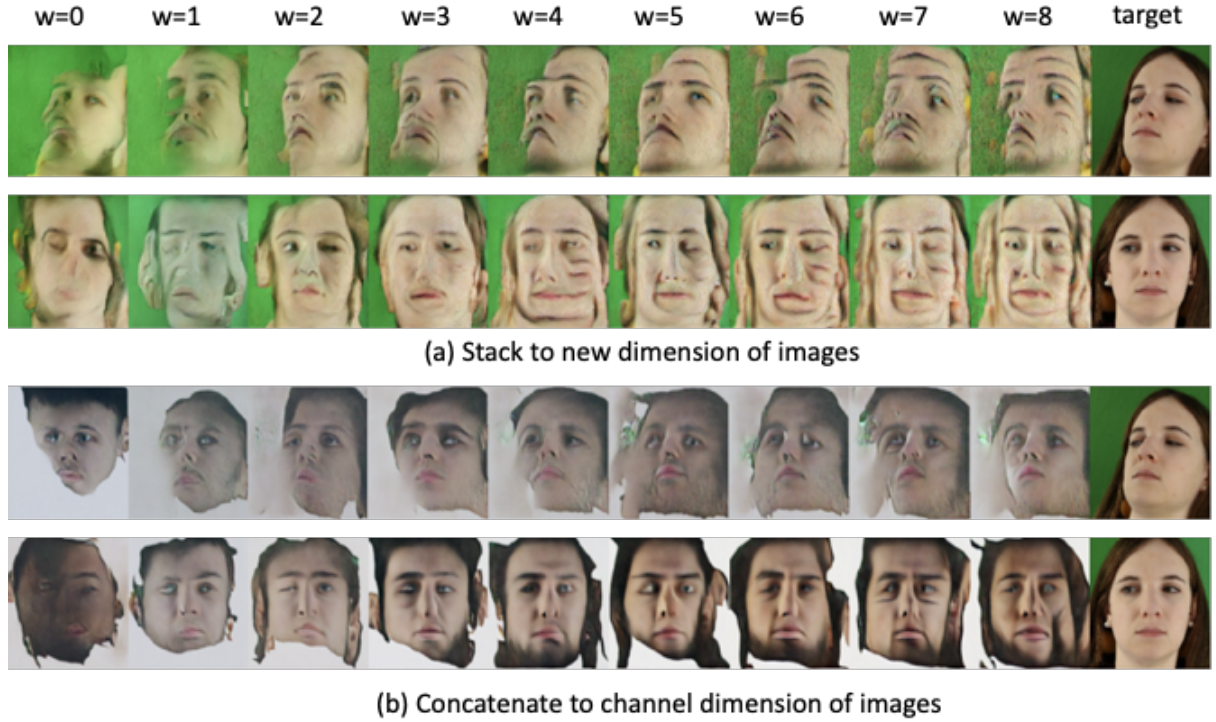 w=0 w=1 w=2 w=3 w=4 w=5 w=6 w=7 w=8 target
(a) Stack to new dimension of images
(b) Concatenate to channel dimension of images